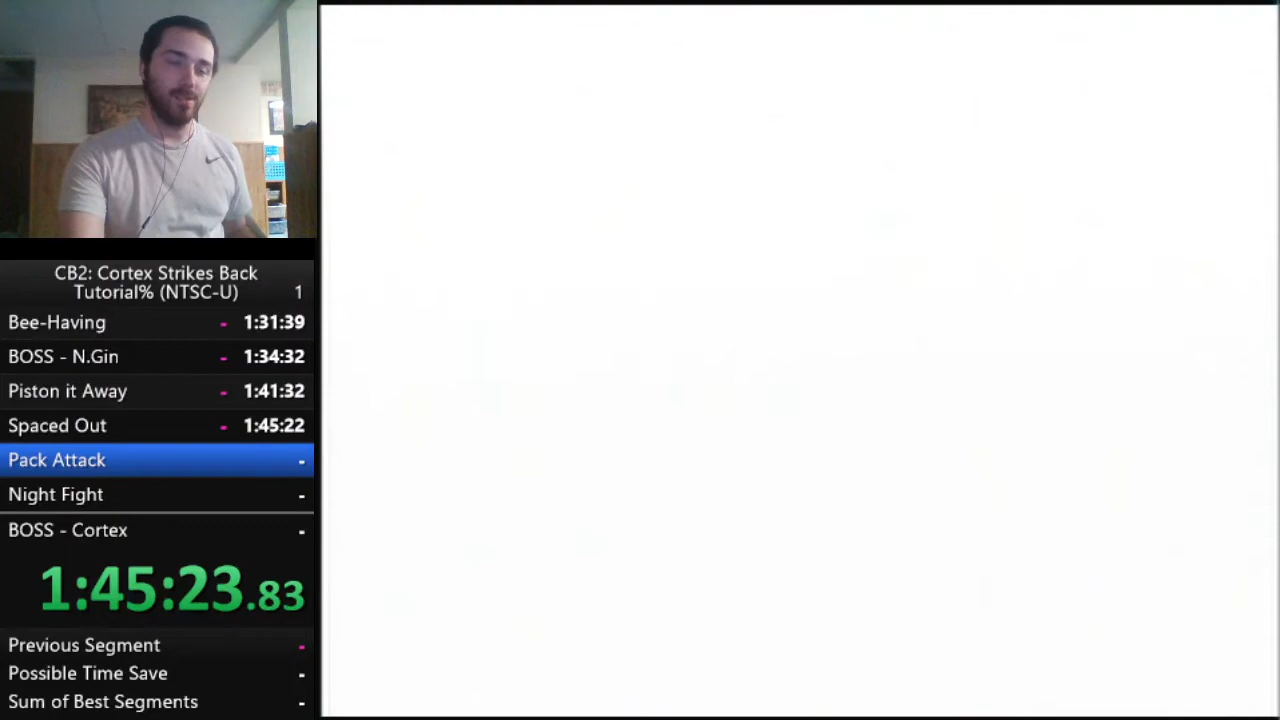 CB2: Cortex Strikes Back
Tutorial% (NTSC-U) 1
Bee-Having - 1:31:39
BOSS - N.Gin - 1:34:32
Piston it Away - 1:41:32
Spaced Out - 1:45:22
Pack Attack -
Night Fight -
BOSS - Cortex -
1:45:23.83
Previous Segment -
Possible Time Save -
Sum of Best Segments -